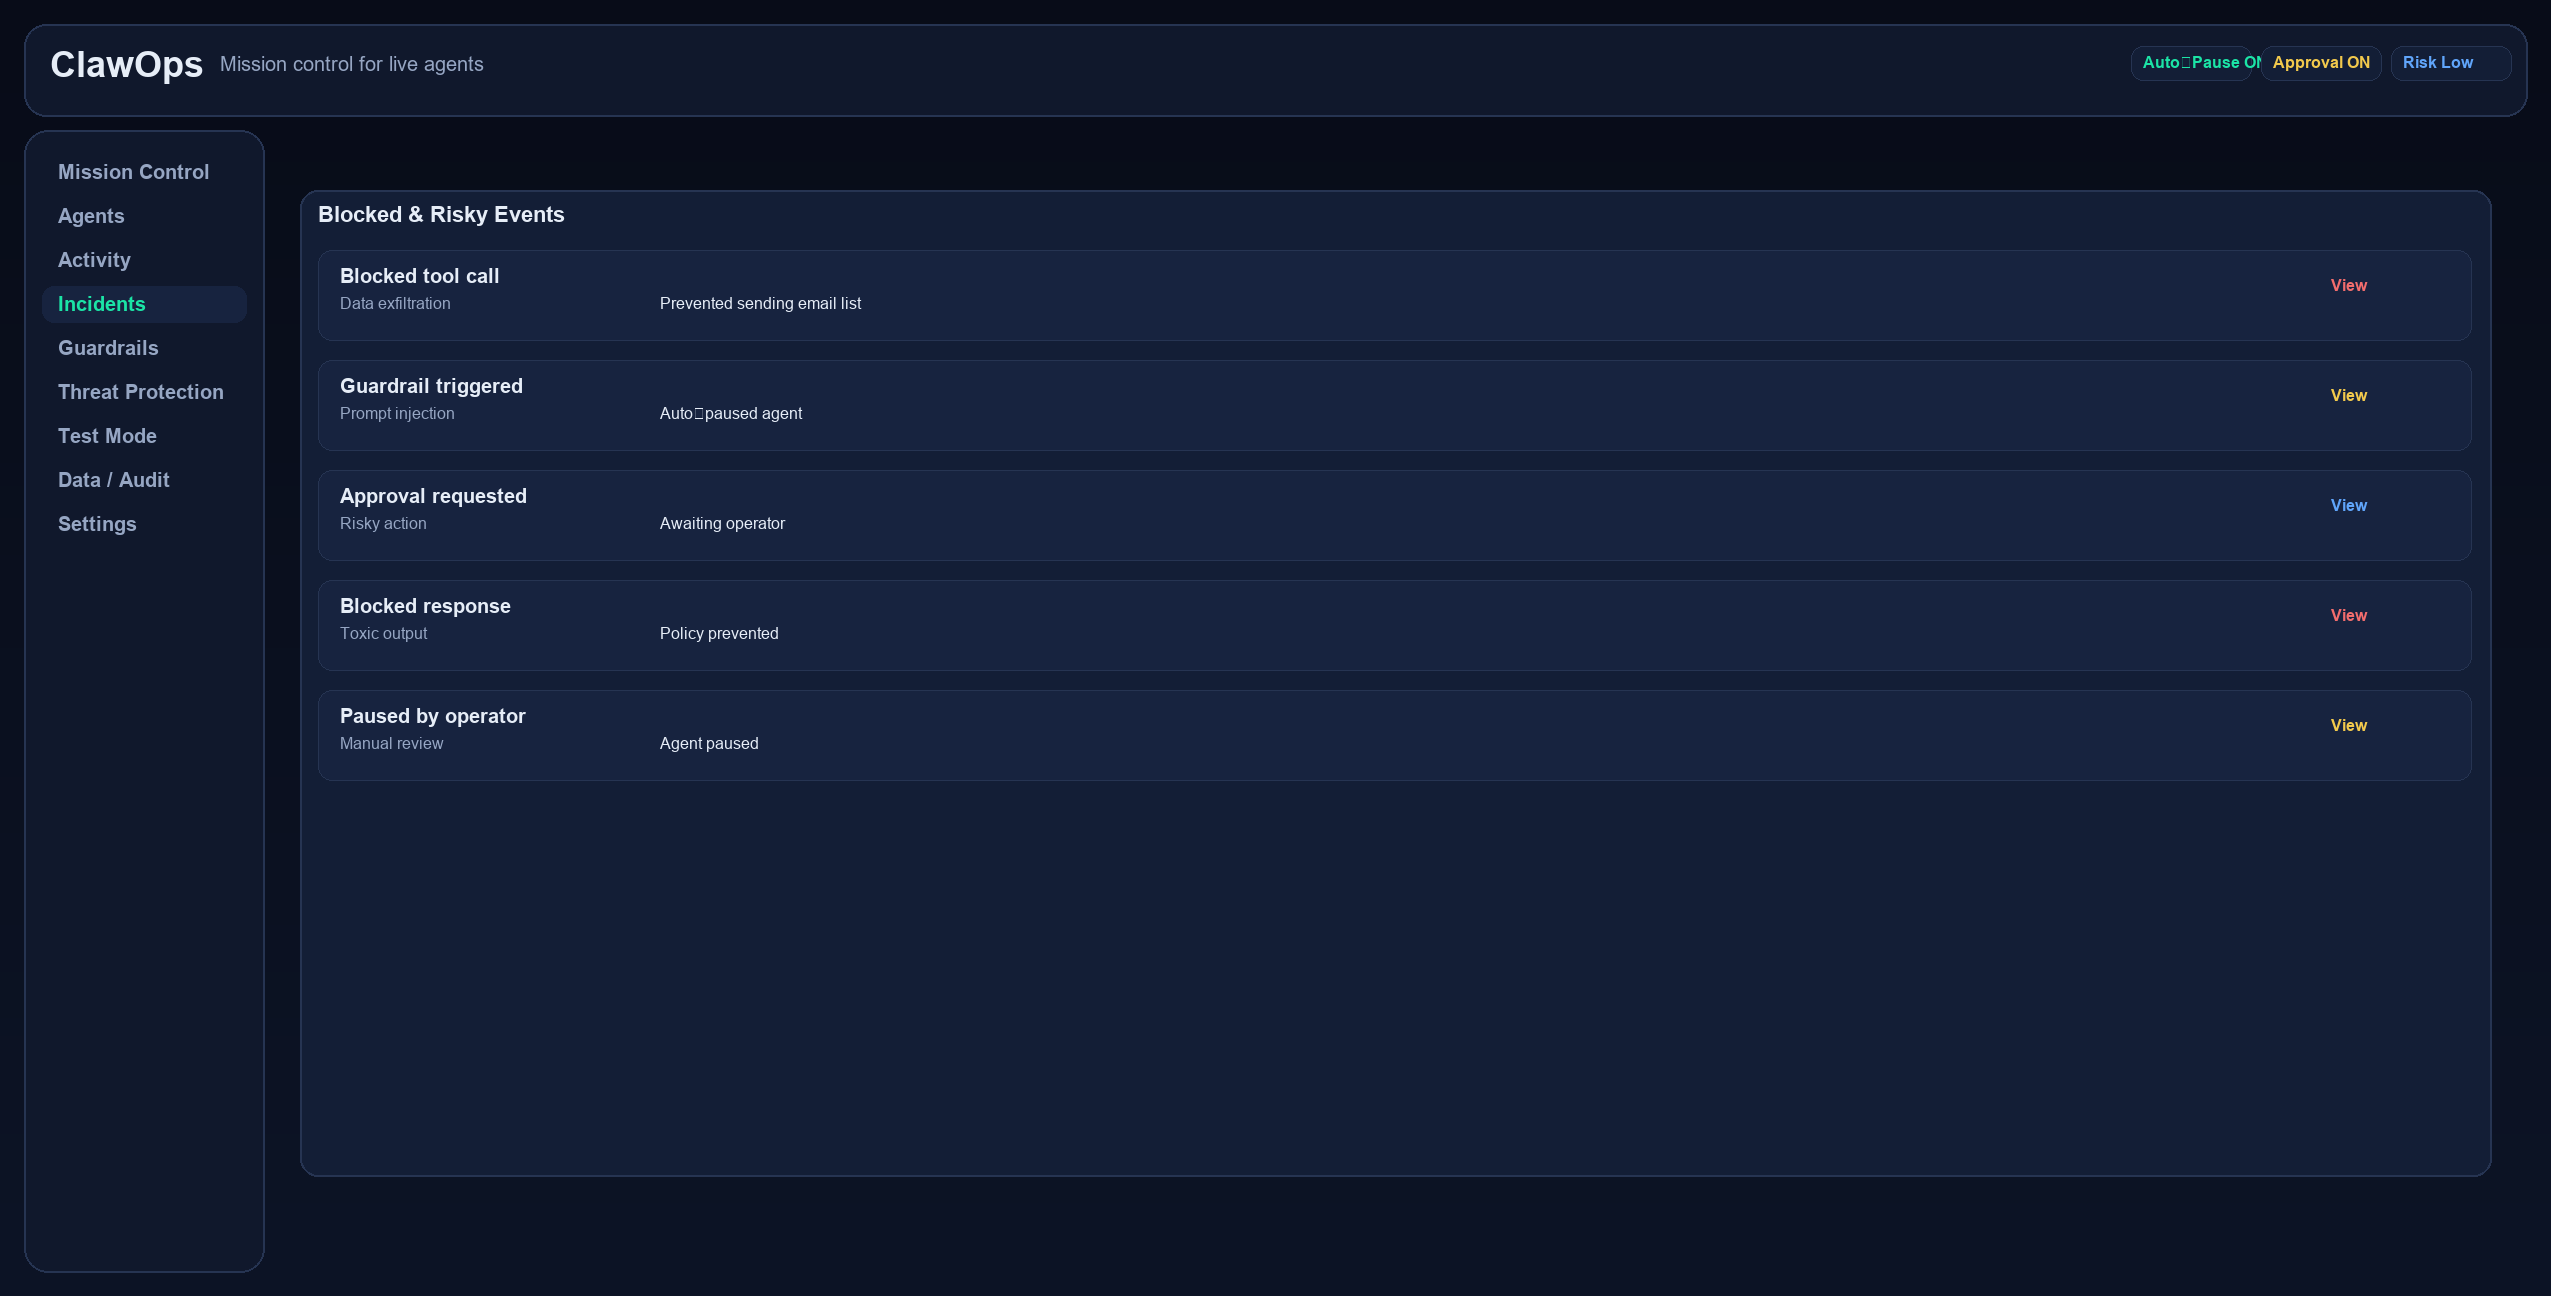 ClawOps Mission control for live agents
Auto□Pause ON Approval ON Risk Low
Mission Control
Agents
Activity
Incidents
Guardrails
Threat Protection
Test Mode
Data / Audit
Settings
Blocked & Risky Events
Blocked tool call
Data exfiltration Prevented sending email list
View
Guardrail triggered
Prompt injection Auto□paused agent
View
Approval requested
Risky action Awaiting operator
View
Blocked response
Toxic output Policy prevented
View
Paused by operator
Manual review Agent paused
View